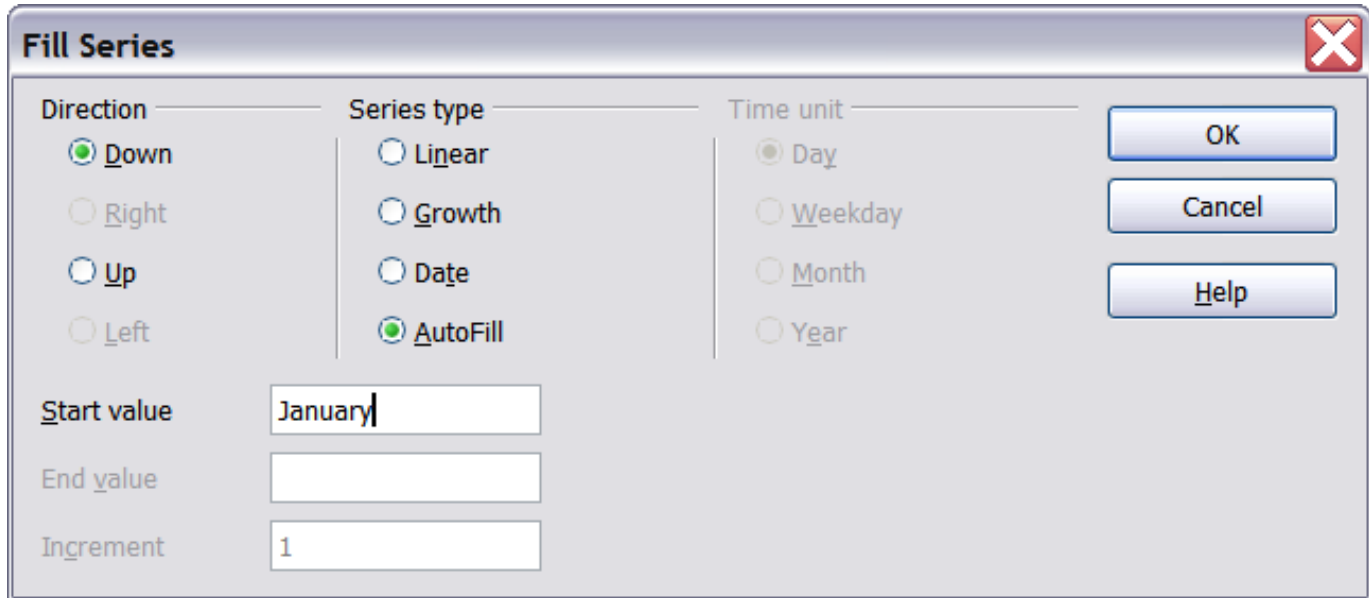 Fill Series
Direction
Down
Right
Up
Left
Series type
Linear
Growth
Date
AutoFill
Time unit
Day
Weekday
Month
Year
OK
Cancel
Help
Start value January
End value
Increment 1